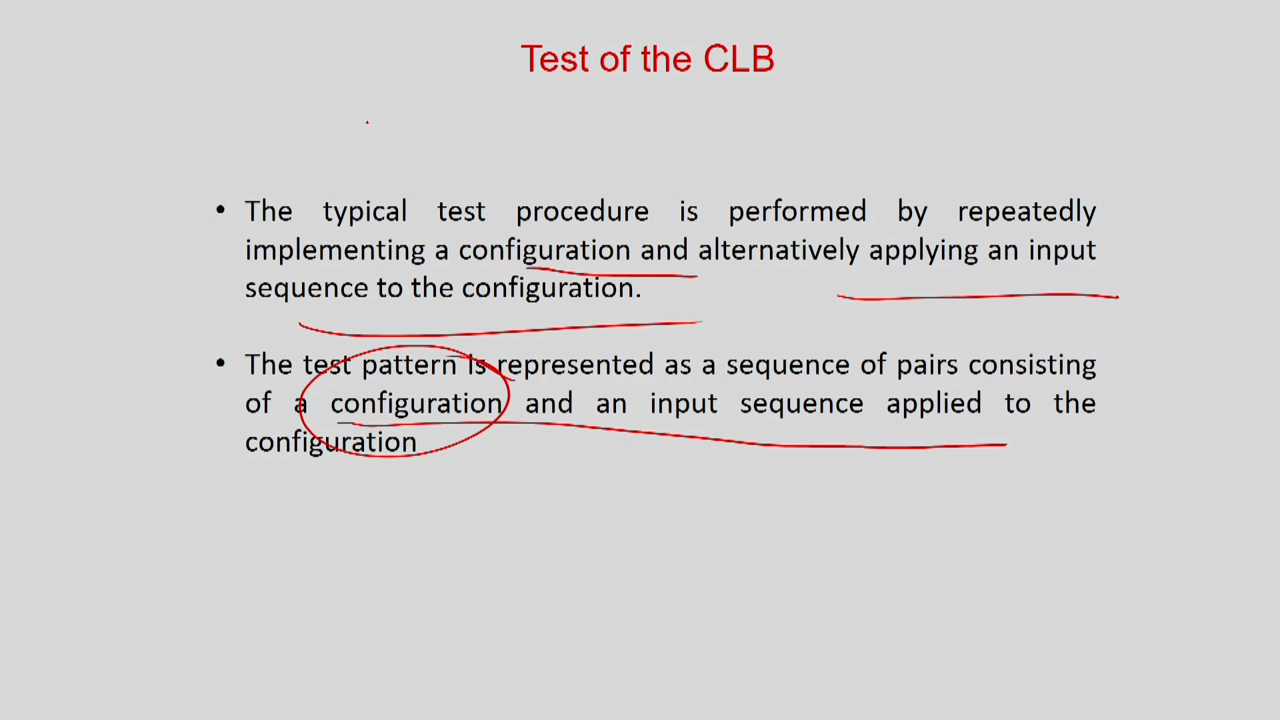 Test of the CLB
• The typical test procedure is performed by repeatedly
implementing a configuration and alternatively applying an input
sequence to the configuration.
• The test pattern is represented as a sequence of pairs consisting
of a configuration and an input sequence applied to the
configuration